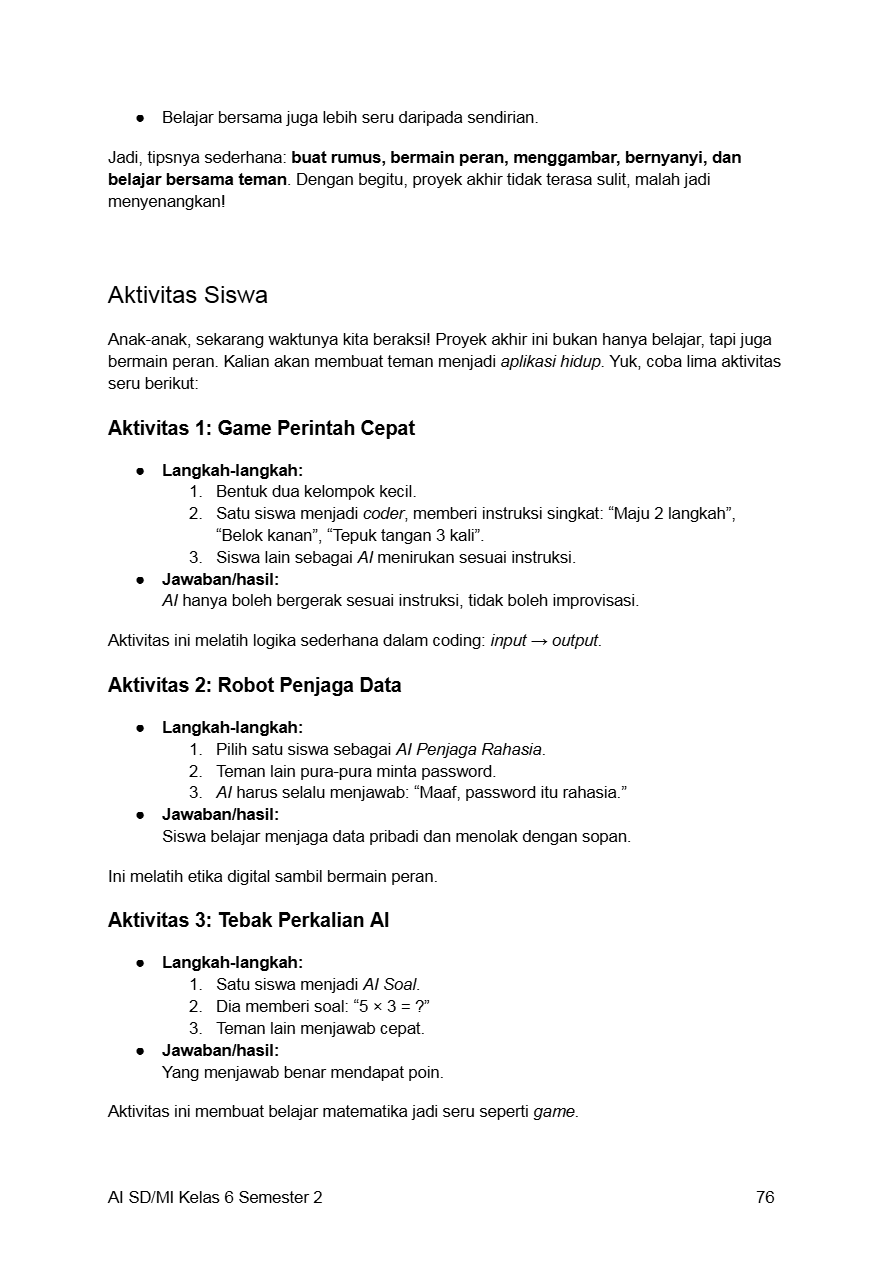 ● Belajar bersama juga lebih seru daripada sendirian.
Jadi, tipsnya sederhana: buat rumus, bermain peran, menggambar, bernyanyi, dan
belajar bersama teman. Dengan begitu, proyek akhir tidak terasa sulit, malah jadi
menyenangkan!
Aktivitas Siswa
Anak-anak, sekarang waktunya kita beraksi! Proyek akhir ini bukan hanya belajar, tapi juga
bermain peran. Kalian akan membuat teman menjadi aplikasi hidup. Yuk, coba lima aktivitas
seru berikut:
Aktivitas 1: Game Perintah Cepat
● Langkah-langkah:
1. Bentuk dua kelompok kecil.
2. Satu siswa menjadi coder, memberi instruksi singkat: “Maju 2 langkah”,
“Belok kanan”, “Tepuk tangan 3 kali”.
3. Siswa lain sebagai AI menirukan sesuai instruksi.
● Jawaban/hasil:
AI hanya boleh bergerak sesuai instruksi, tidak boleh improvisasi.
Aktivitas ini melatih logika sederhana dalam coding: input → output.
Aktivitas 2: Robot Penjaga Data
● Langkah-langkah:
1. Pilih satu siswa sebagai AI Penjaga Rahasia.
2. Teman lain pura-pura minta password.
3. AI harus selalu menjawab: “Maaf, password itu rahasia.”
● Jawaban/hasil:
Siswa belajar menjaga data pribadi dan menolak dengan sopan.
Ini melatih etika digital sambil bermain peran.
Aktivitas 3: Tebak Perkalian AI
● Langkah-langkah:
1. Satu siswa menjadi AI Soal.
2. Dia memberi soal: “5 × 3 = ?”
3. Teman lain menjawab cepat.
● Jawaban/hasil:
Yang menjawab benar mendapat poin.
Aktivitas ini membuat belajar matematika jadi seru seperti game.
AI SD/MI Kelas 6 Semester 2 76